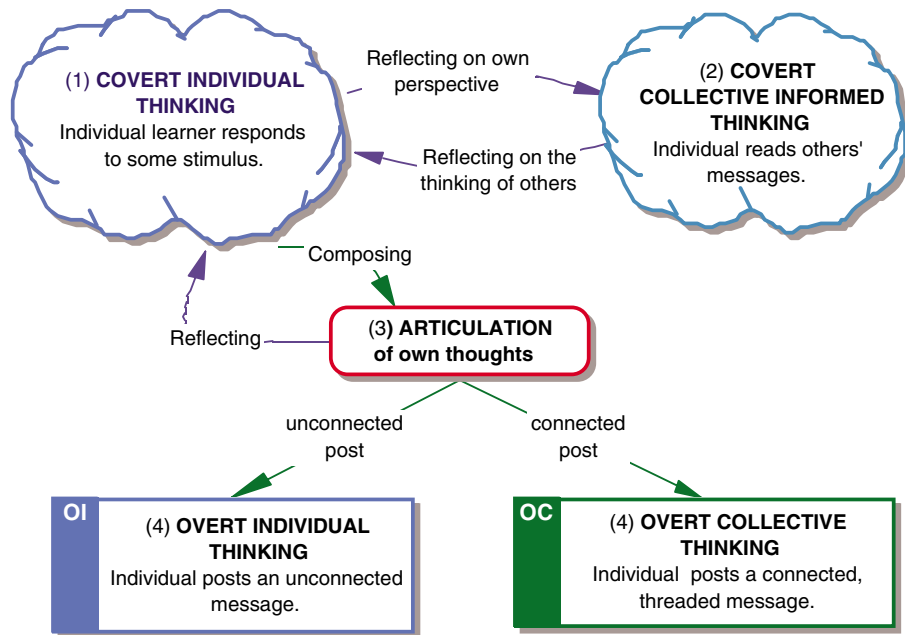 (1) COVERT INDIVIDUAL
THINKING
Individual learner responds
to some stimulus.
Reflecting on own
perspective
(2) COVERT
COLLECTIVE INFORMED
THINKING
Individual reads others'
messages.
Reflecting on the
thinking of others
Composing
Reflecting
(3) ARTICULATION
of own thoughts
unconnected
post
connected
post
OI
(4) OVERT INDIVIDUAL
THINKING
Individual posts an unconnected
message.
OC
(4) OVERT COLLECTIVE
THINKING
Individual posts a connected,
threaded message.